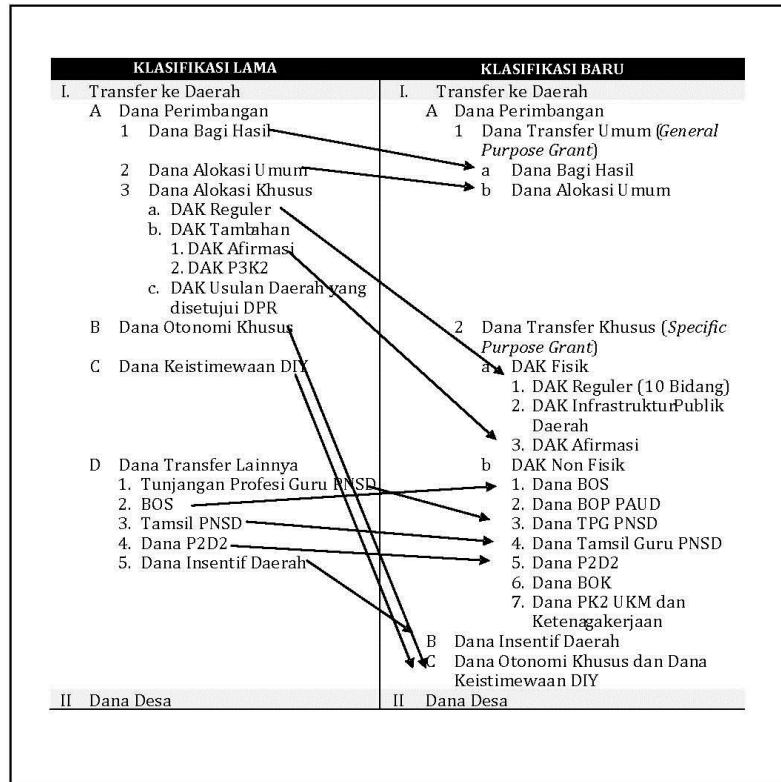 KLASIFIKASI LAMA
I. Transfer ke Daerah
A Dana Perimbangan
1 Dana Bagi Hasil
2 Dana Alokasi Umum
3 Dana Alokasi Khusus
a. DAK Reguler
b. DAK Tambahan
1. DAK Afirmasi
2. DAK P3K2
c. DAK Usulan Daerah yang
disetujui DPR
B Dana Otonomi Khusus
C Dana Keistimewaan DIY
D Dana Transfer Lainnya
1. Tunjangan Profesi Guru PNSD
2. BOS
3. Tamsil PNSD
4. Dana P2D2
5. Dana Insentif Daerah
II Dana Desa
KLASIFIKASI BARU
I. Transfer ke Daerah
A Dana Perimbangan
1 Dana Transfer Umum (General
Purpose Grant)
a Dana Bagi Hasil
b Dana Alokasi Umum
2 Dana Transfer Khusus (Specific
Purpose Grant)
a DAK Fisik
1. DAK Reguler (10 Bidang)
2. DAK Infrastruktur Publik
Daerah
3. DAK Afirmasi
b DAK Non Fisik
1. Dana BOS
2. Dana BOP PAUD
3. Dana TPG PNSD
4. Dana Tamsil Guru PNSD
5. Dana P2D2
6. Dana BOK
7. Dana PK2 UKM dan
Ketenagakerjaan
B Dana Insentif Daerah
C Dana Otonomi Khusus dan Dana
Keistimewaan DIY
II Dana Desa